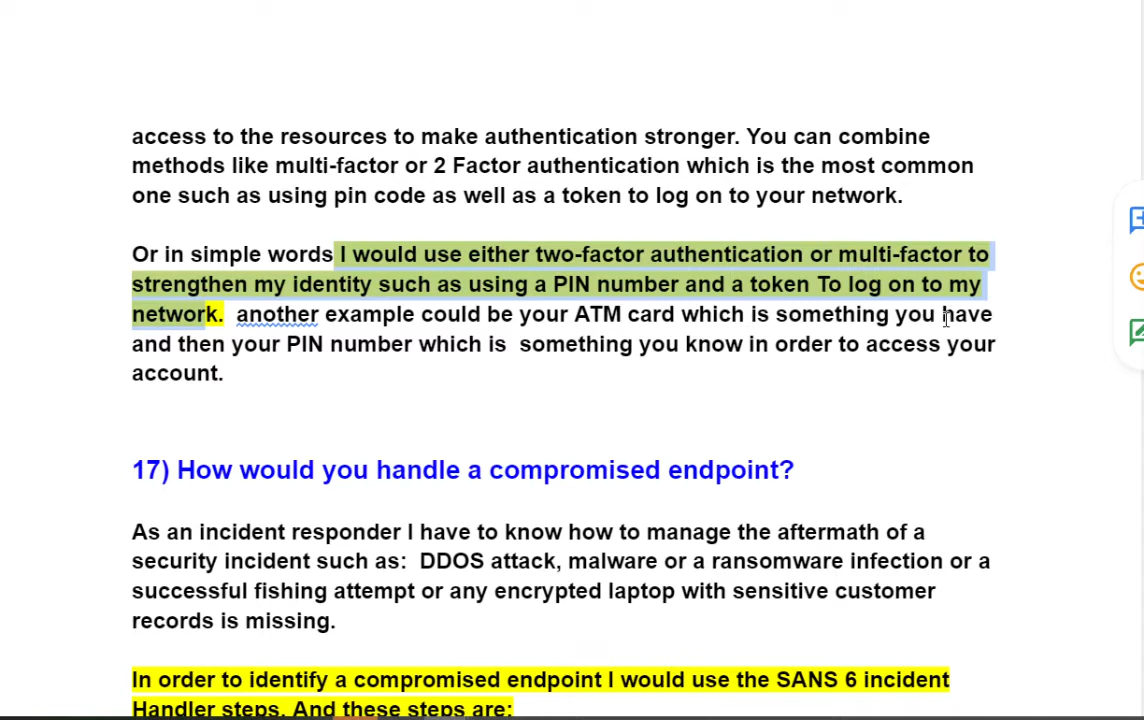 access to the resources to make authentication stronger. You can combine
methods like multi-factor or 2 Factor authentication which is the most common
one such as using pin code as well as a token to log on to your network.
Or in simple words I would use either two-factor authentication or multi-factor to
strengthen my identity such as using a PIN number and a token To log on to my
network.  another example could be your ATM card which is something you have
and then your PIN number which is  something you know in order to access your
account.
17) How would you handle a compromised endpoint?
As an incident responder I have to know how to manage the aftermath of a
security incident such as:  DDOS attack, malware or a ransomware infection or a
successful fishing attempt or any encrypted laptop with sensitive customer
records is missing.
In order to identify a compromised endpoint I would use the SANS 6 incident
Handler steps. And these steps are: